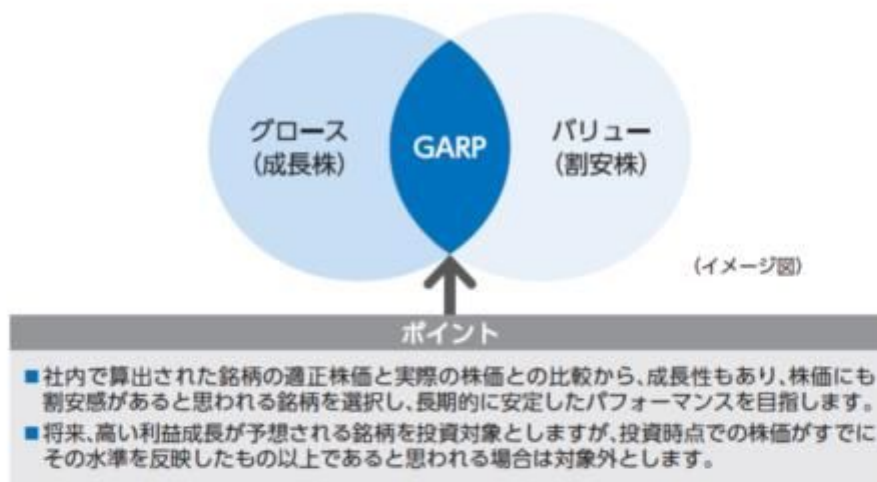 グロース
(成長株)
GARP
バリュー
(割安株)
(イメージ図)
ポイント
■社内で算出された銘柄の適正株価と実際の株価との比較から、成長性もあり、株価にも
割安感があると思われる銘柄を選択し、長期的に安定したパフォーマンスを目指します。
■将来、高い利益成長が予想される銘柄を投資対象としますが、投資時点での株価がすでに
その水準を反映したもの以上であると思われる場合は対象外とします。